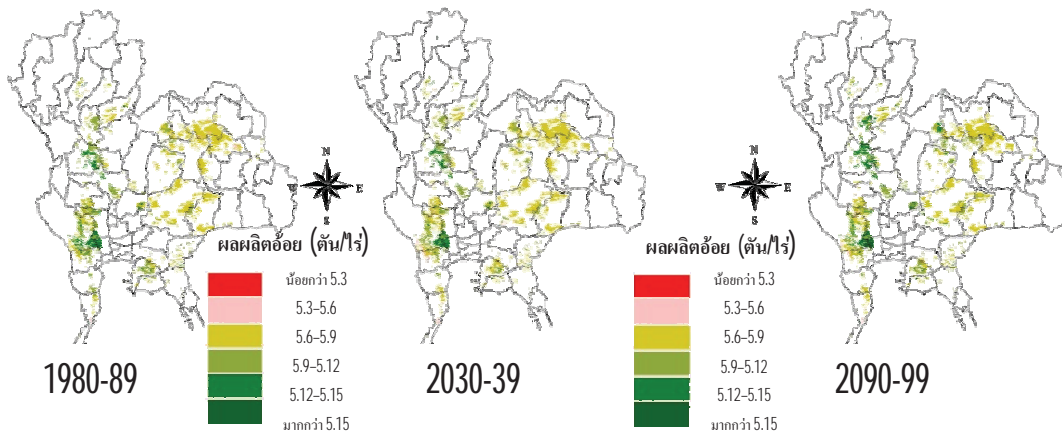 N
W E
S
N
W E
S
ผลผลิตอ้อย (ตัน/ไร่)
น้อยกว่า 5.3
5.3–5.6
5.6–5.9
5.9–5.12
5.12–5.15
มากกว่า 5.15
ผลผลิตอ้อย (ตัน/ไร่)
น้อยกว่า 5.3
5.3–5.6
5.6–5.9
5.9–5.12
5.12–5.15
มากกว่า 5.15
1980-89
2030-39
2090-99